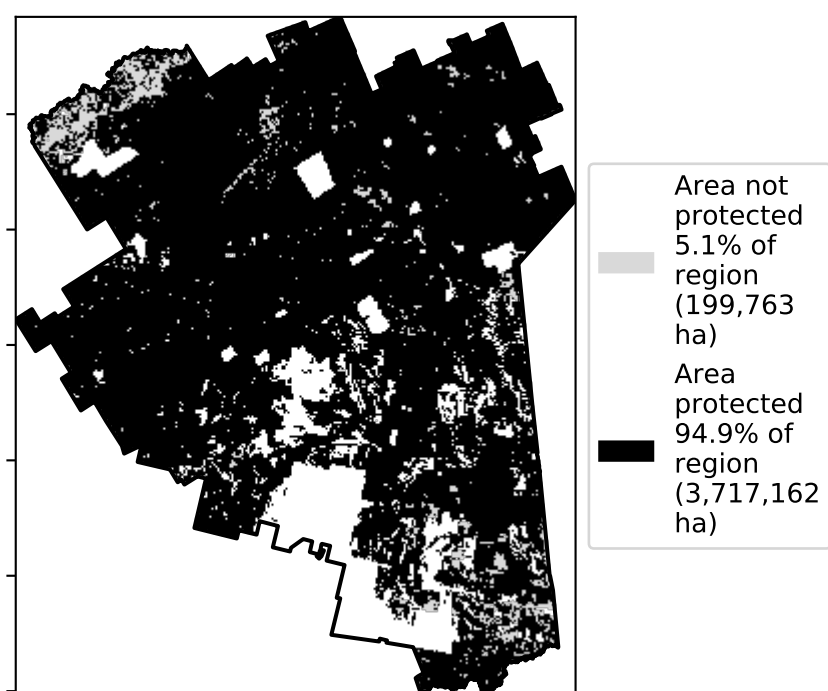 Area not
protected
5.1% of
region
(199,763
ha)
Area
protected
94.9% of
region
(3,717,162
ha)